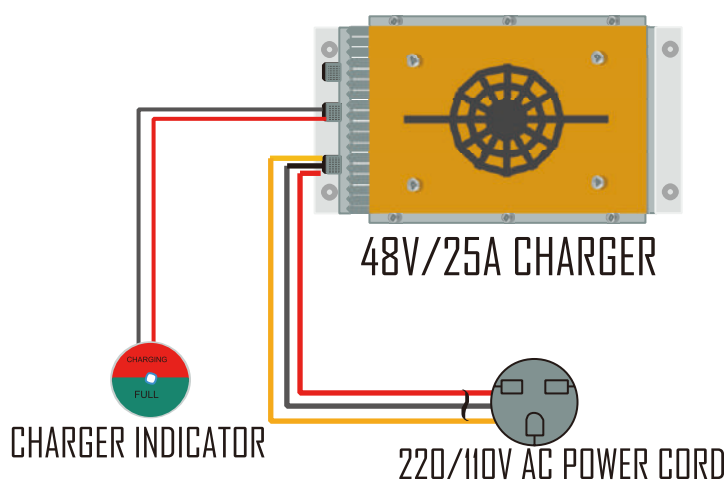 48V/25A CHARGER
CHARGING
FULL
CHARGER INDICATOR
220/110V AC POWER CORD